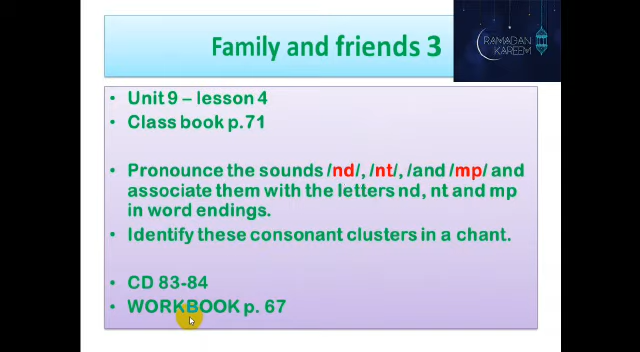 Family and friends 3
RAMADAN
KAREEM
• Unit 9 – lesson 4
• Class book p.71
• Pronounce the sounds /nd/, /nt/, /and /mp/ and
associate them with the letters nd, nt and mp
in word endings.
• Identify these consonant clusters in a chant.
• CD 83-84
• WORKBOOK p. 67